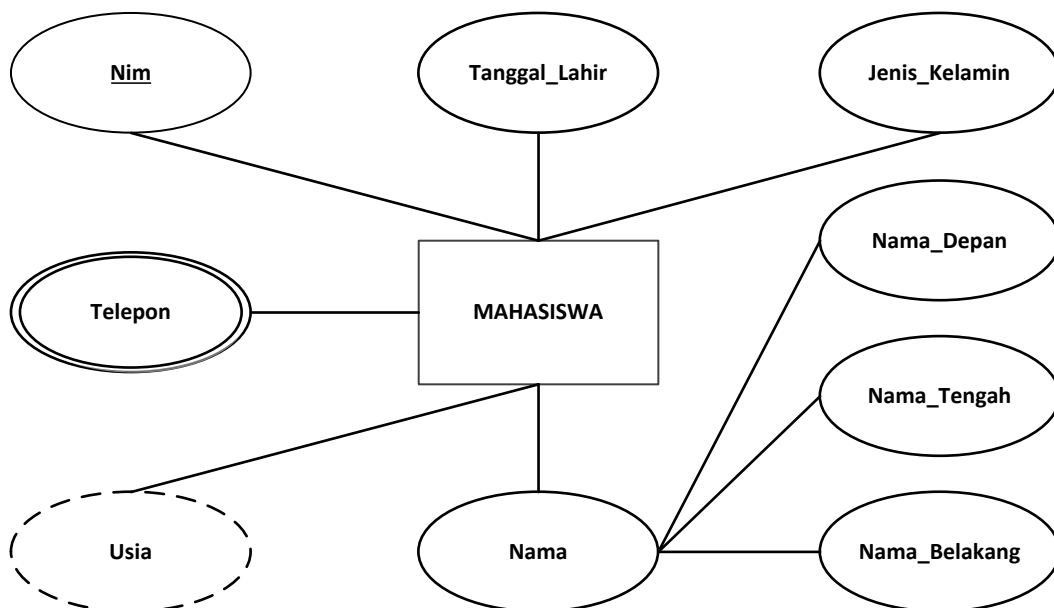 Nim
Tanggal_Lahir
Jenis_Kelamin
Nama_Depan
Telepon
MAHASISWA
Nama_Tengah
Usia
Nama
Nama_Belakang